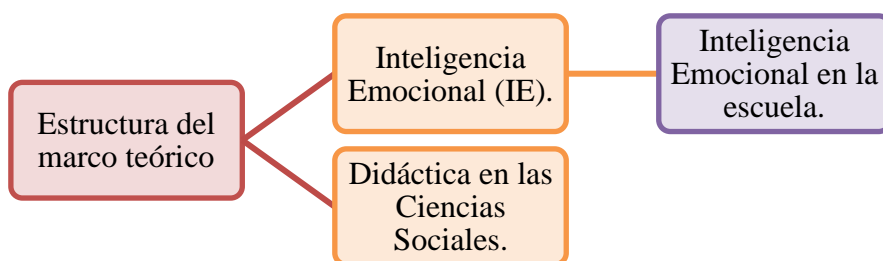 Estructura del
marco teórico
Inteligencia
Emocional (IE).
Inteligencia
Emocional en la
escuela.
Didáctica en las
Ciencias
Sociales.